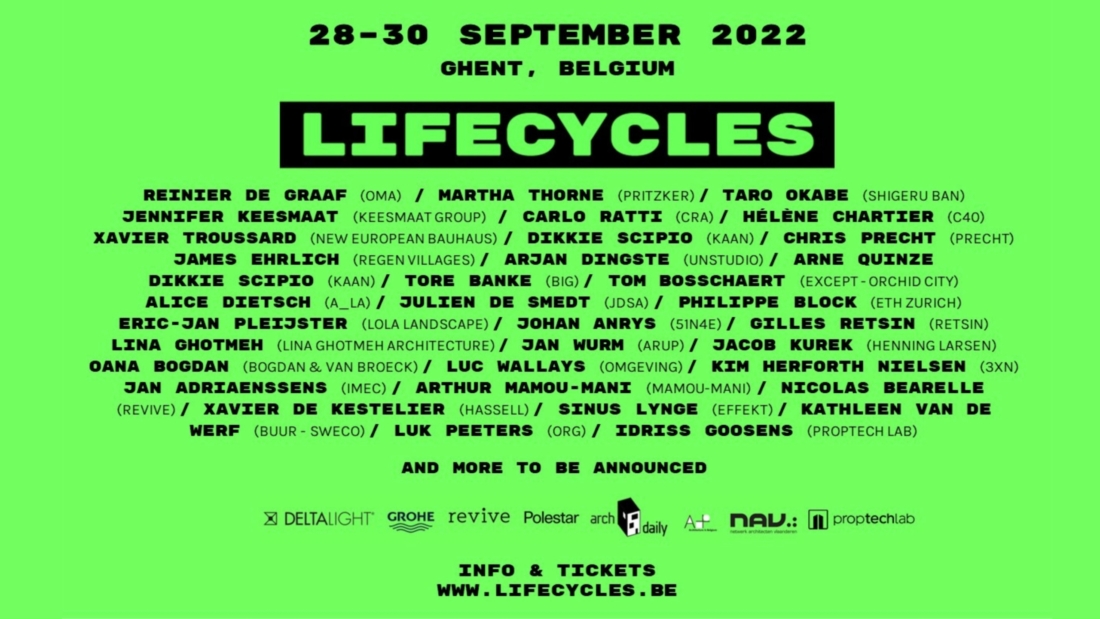 28-30 SEPTEMBER 2022
GHENT, BELGIUM
LIFECYCLES
REINIER DE GRAAF (OMA) / MARTHA THORNE (PRITZKER) / TARO OKABE (SHIGERU BAN)
JENNIFER KEESMAAT (KEESMAAT GROUP) / CARLO RATTI (CRA) / HÉLÈNE CHARTIER (C40)
XAVIER TROUSSARD (NEW EUROPEAN BAUHAUS) / DIKKIE SCIPIO (KAAN) / CHRIS PRECHT (PRECHT)
JAMES EHRLICH (REGEN VILLAGES) / ARJAN DINGSTE (UNSTUDIO) / ARNE QUINZE
DIKKIE SCIPIO (KAAN) / TORE BANKE (BIG) / TOM BOSSCHAERT (EXCEPT - ORCHID CITY)
ALICE DIETSCH (A_LA) / JULIEN DE SMEDT (JDSA) / PHILIPPE BLOCK (ETH ZURICH)
ERIC-JAN PLEIJSTER (LOLA LANDSCAPE) / JOHAN ANRYS (51N4E) / GILLES RETSIN (RETSIN)
LINA GHOTMEH (LINA GHOTMEH ARCHITECTURE) / JAN WURM (ARUP) / JACOB KUREK (HENNING LARSEN)
OANA BOGDAN (BOGDAN & VAN BROECK) / LUC WALLAYS (OMGEVING) / KIM HERFORTH NIELSEN (3XN)
JAN ADRIAENSSENS (IMEC) / ARTHUR MAMOU-MANI (MAMOU-MANI) / NICOLAS BEARELLE
(REVIVE) / XAVIER DE KESTELIER (HASSELL) / SINUS LYNGE (EFFEKT) / KATHLEEN VAN DE
WERF (BUUR - SWECO) / LUK PEETERS (ORG) / IDRISS GOOSENS (PROPTECH LAB)
AND MORE TO BE ANNOUNCED
DELTALIGHT GROHE revive Polestar arch daily A+ NAV.: proptechlab
INFO & TICKETS
WWW.LIFECYCLES.BE